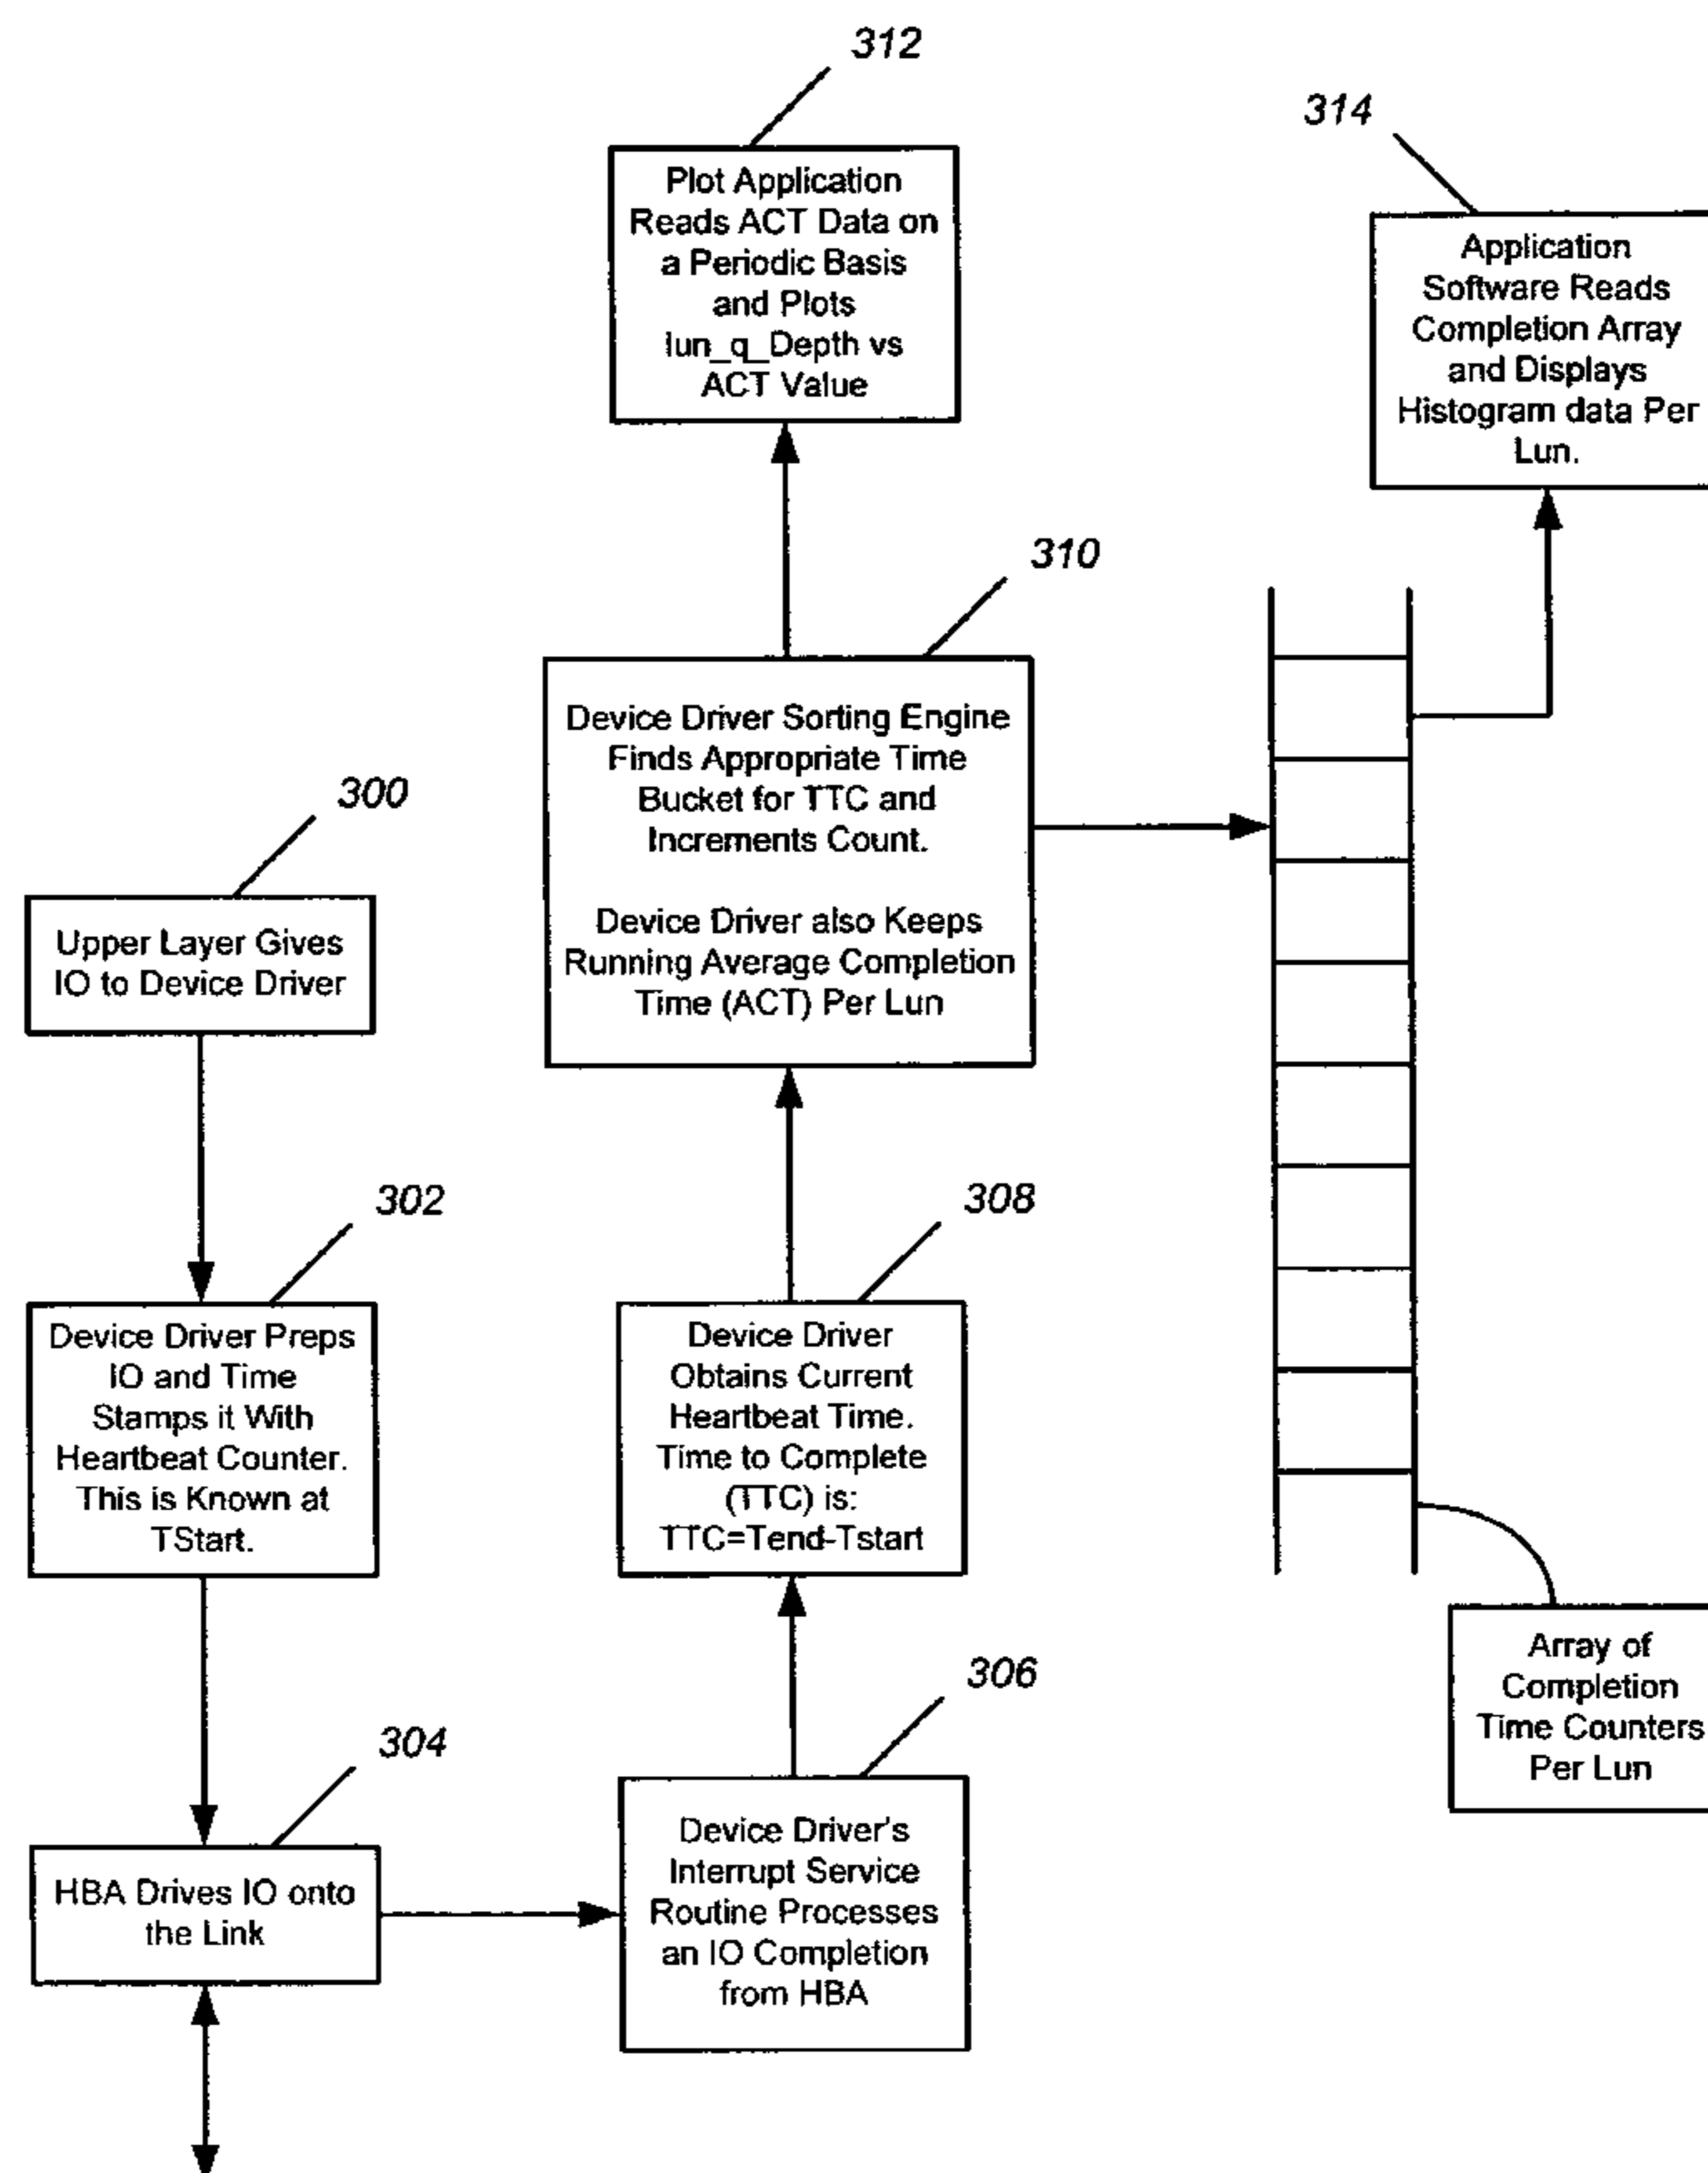 312
Plot Application
Reads ACT Data on
a Periodic Basis
and Plots
lun_q_Depth vs
ACT Value
314
Application
Software Reads
Completion Array
and Displays
Histogram data Per
Lun.
310
Device Driver Sorting Engine
Finds Appropriate Time
Bucket for TTC and
Increments Count.
Device Driver also Keeps
Running Average Completion
Time (ACT) Per Lun
300
Upper Layer Gives
IO to Device Driver
302
Device Driver Preps
IO and Time
Stamps it With
Heartbeat Counter.
This is Known at
TStart.
308
Device Driver
Obtains Current
Heartbeat Time.
Time to Complete
(TTC) is:
TTC=Tend-Tstart
304
HBA Drives IO onto
the Link
306
Device Driver's
Interrupt Service
Routine Processes
an IO Completion
from HBA
Array of
Completion
Time Counters
Per Lun